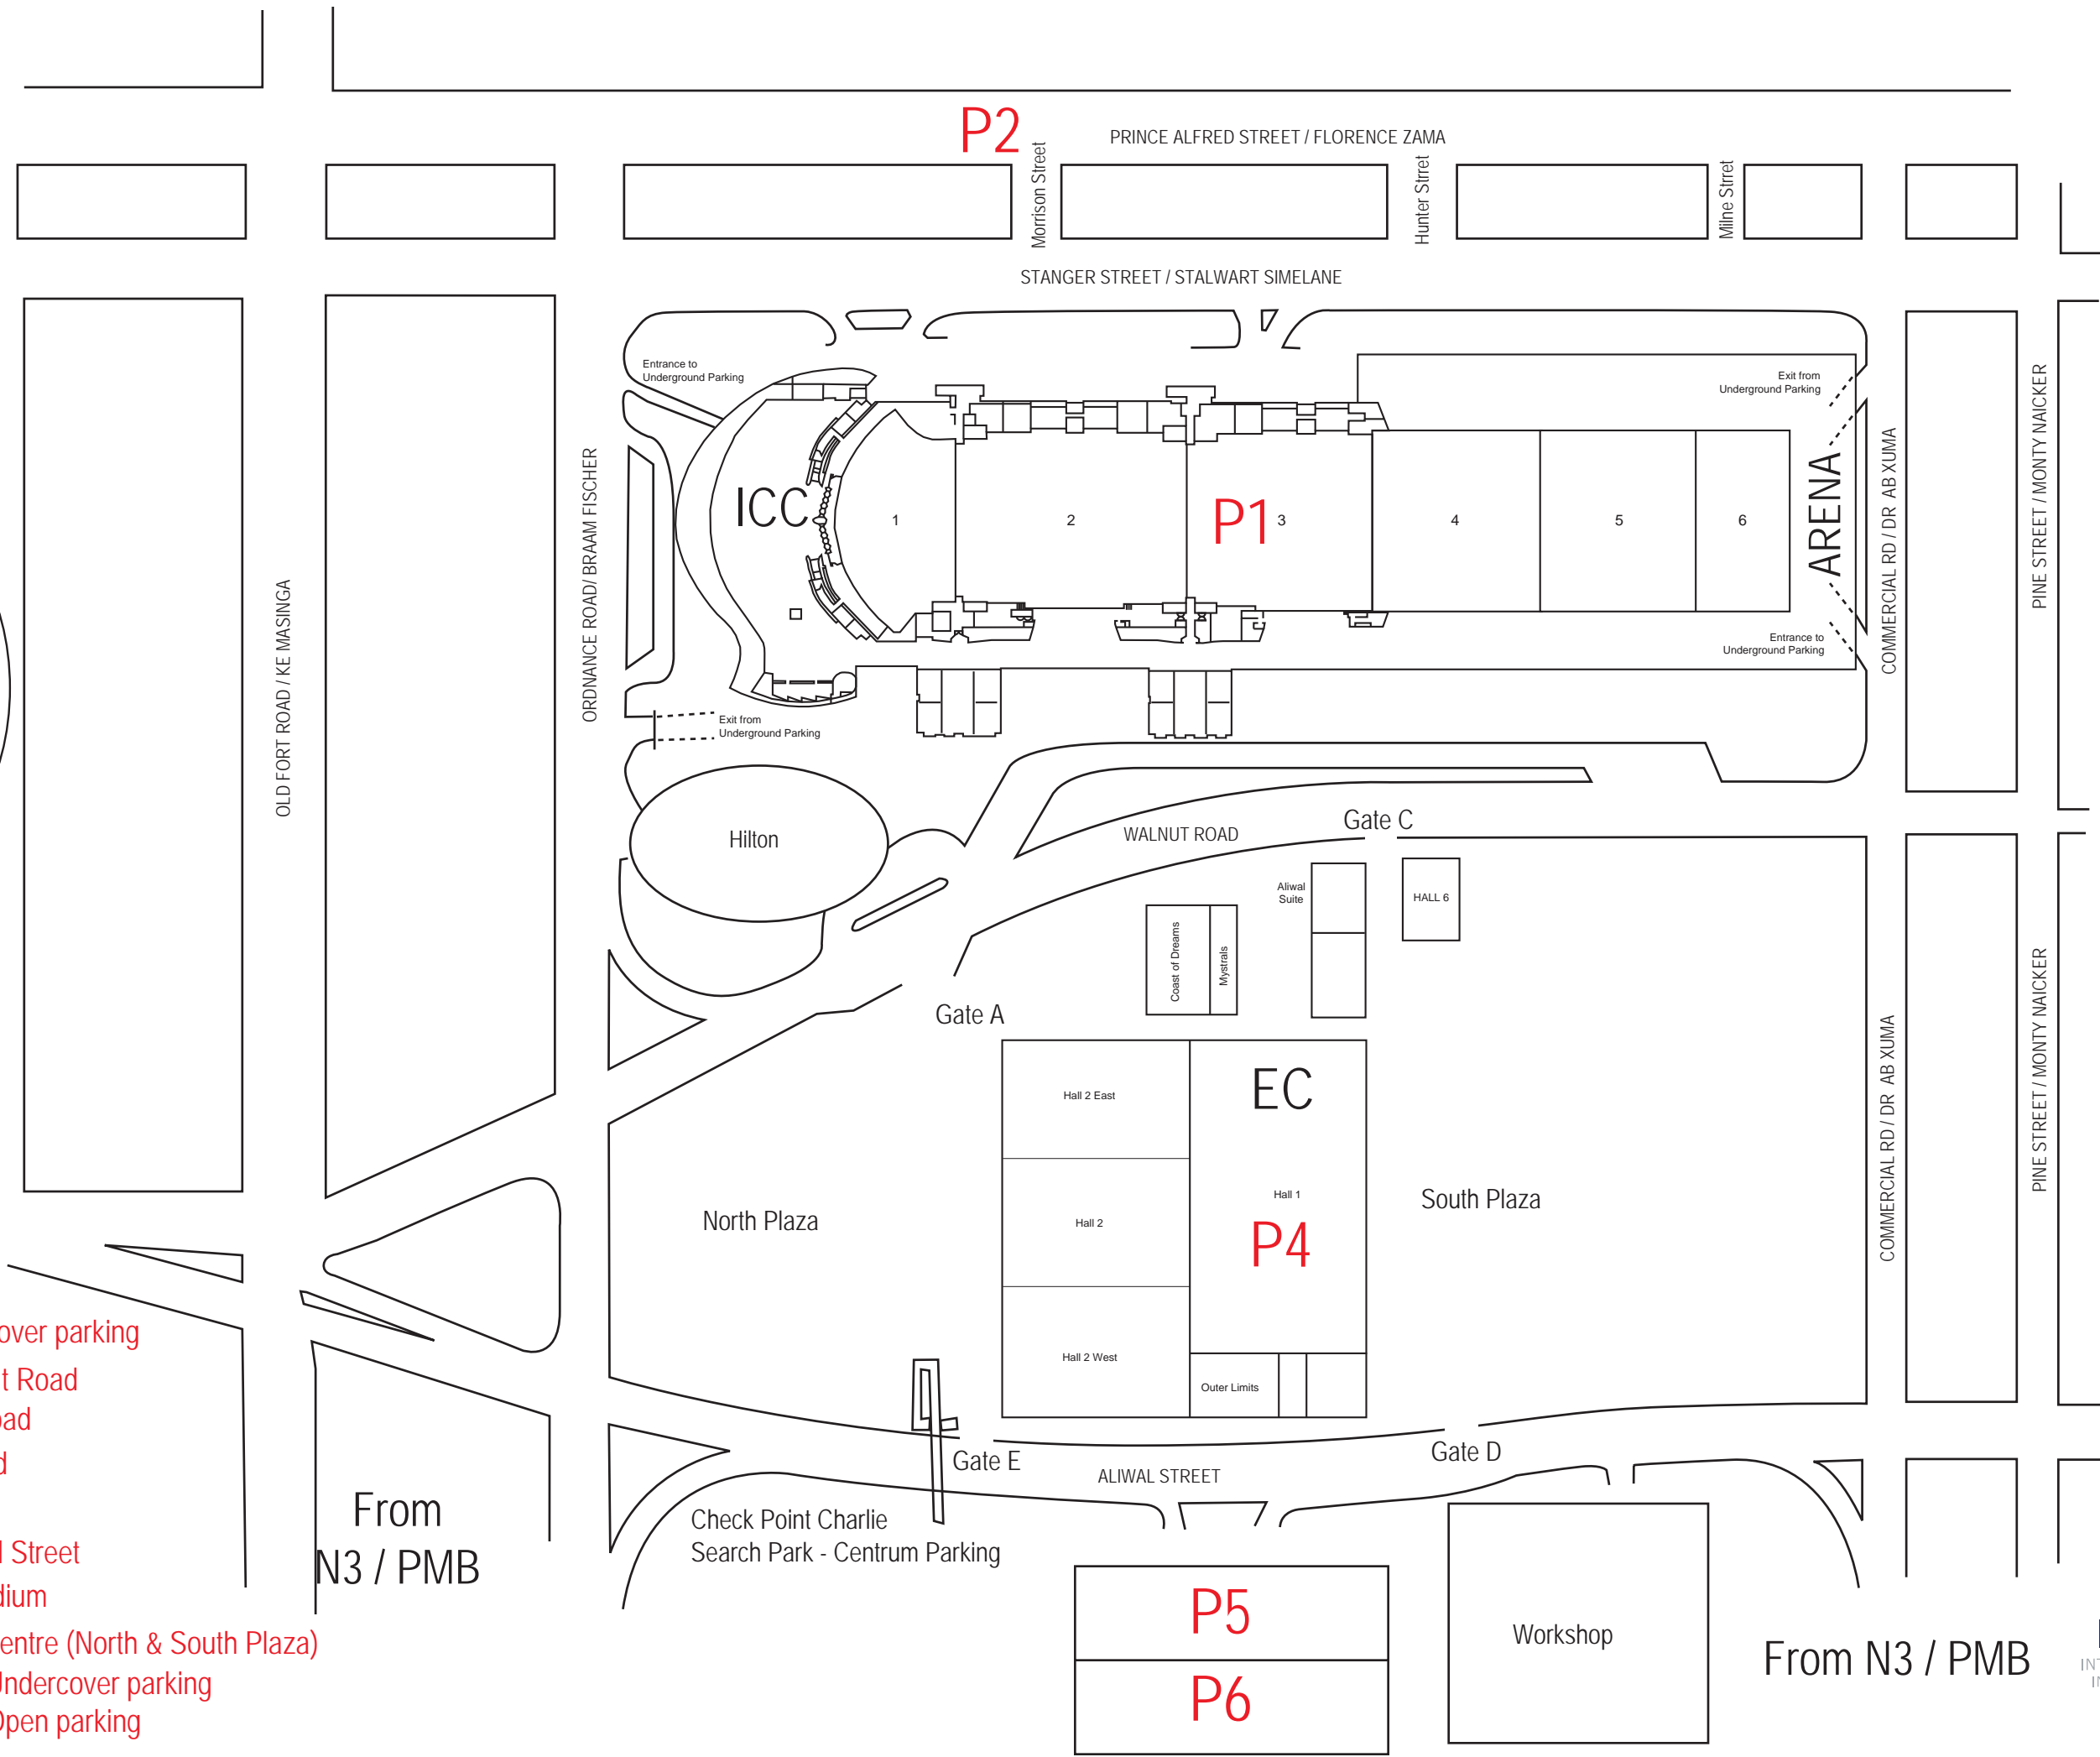 P2
PRINCE ALFRED STREET / FLORENCE ZAMA
Morrison Street
Hunter Strret
Milne Strret
STANGER STREET / STALWART SIMELANE
Entrance to
Underground Parking
Exit from
Underground Parking
OLD FORT ROAD / KE MASINGA
ORDNANCE ROAD/ BRAAM FISCHER
ICC
1
2
P1
3
4
5
6
ARENA
COMMERCIAL RD / DR AB XUMA
PINE STREET / MONTY NAICKER
Entrance to
Underground Parking
Exit from
Underground Parking
Hilton
WALNUT ROAD
Gate C
Aliwal
Suite
HALL 6
Coast of Dreams
Mystrals
Gate A
EC
Hall 2 East
Hall 1
Hall 2
P4
Hall 2 West
Outer Limits
North Plaza
South Plaza
COMMERCIAL RD / DR AB XUMA
PINE STREET / MONTY NAICKER
Gate E
Gate D
ALIWAL STREET
Check Point Charlie
Search Park - Centrum Parking
From
N3 / PMB
P5
P6
Workshop
From N3 / PMB
over parking
t Road
oad
d
l Street
dium
entre (North & South Plaza)
Undercover parking
Open parking